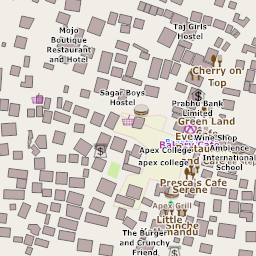 Mojo
Boutique
Restaurant
and Hotel
Taj Girls
Hostel
Cherry on
Top
Sagar Boys
Hostel
Prabhu Bank
Limited
Green Land
Wine Shop
Apex College
apex college
Ambience
International
School
Presca's Cafe
Serene
Apex Grill
Little
The Burger
and Crunchy
Friend